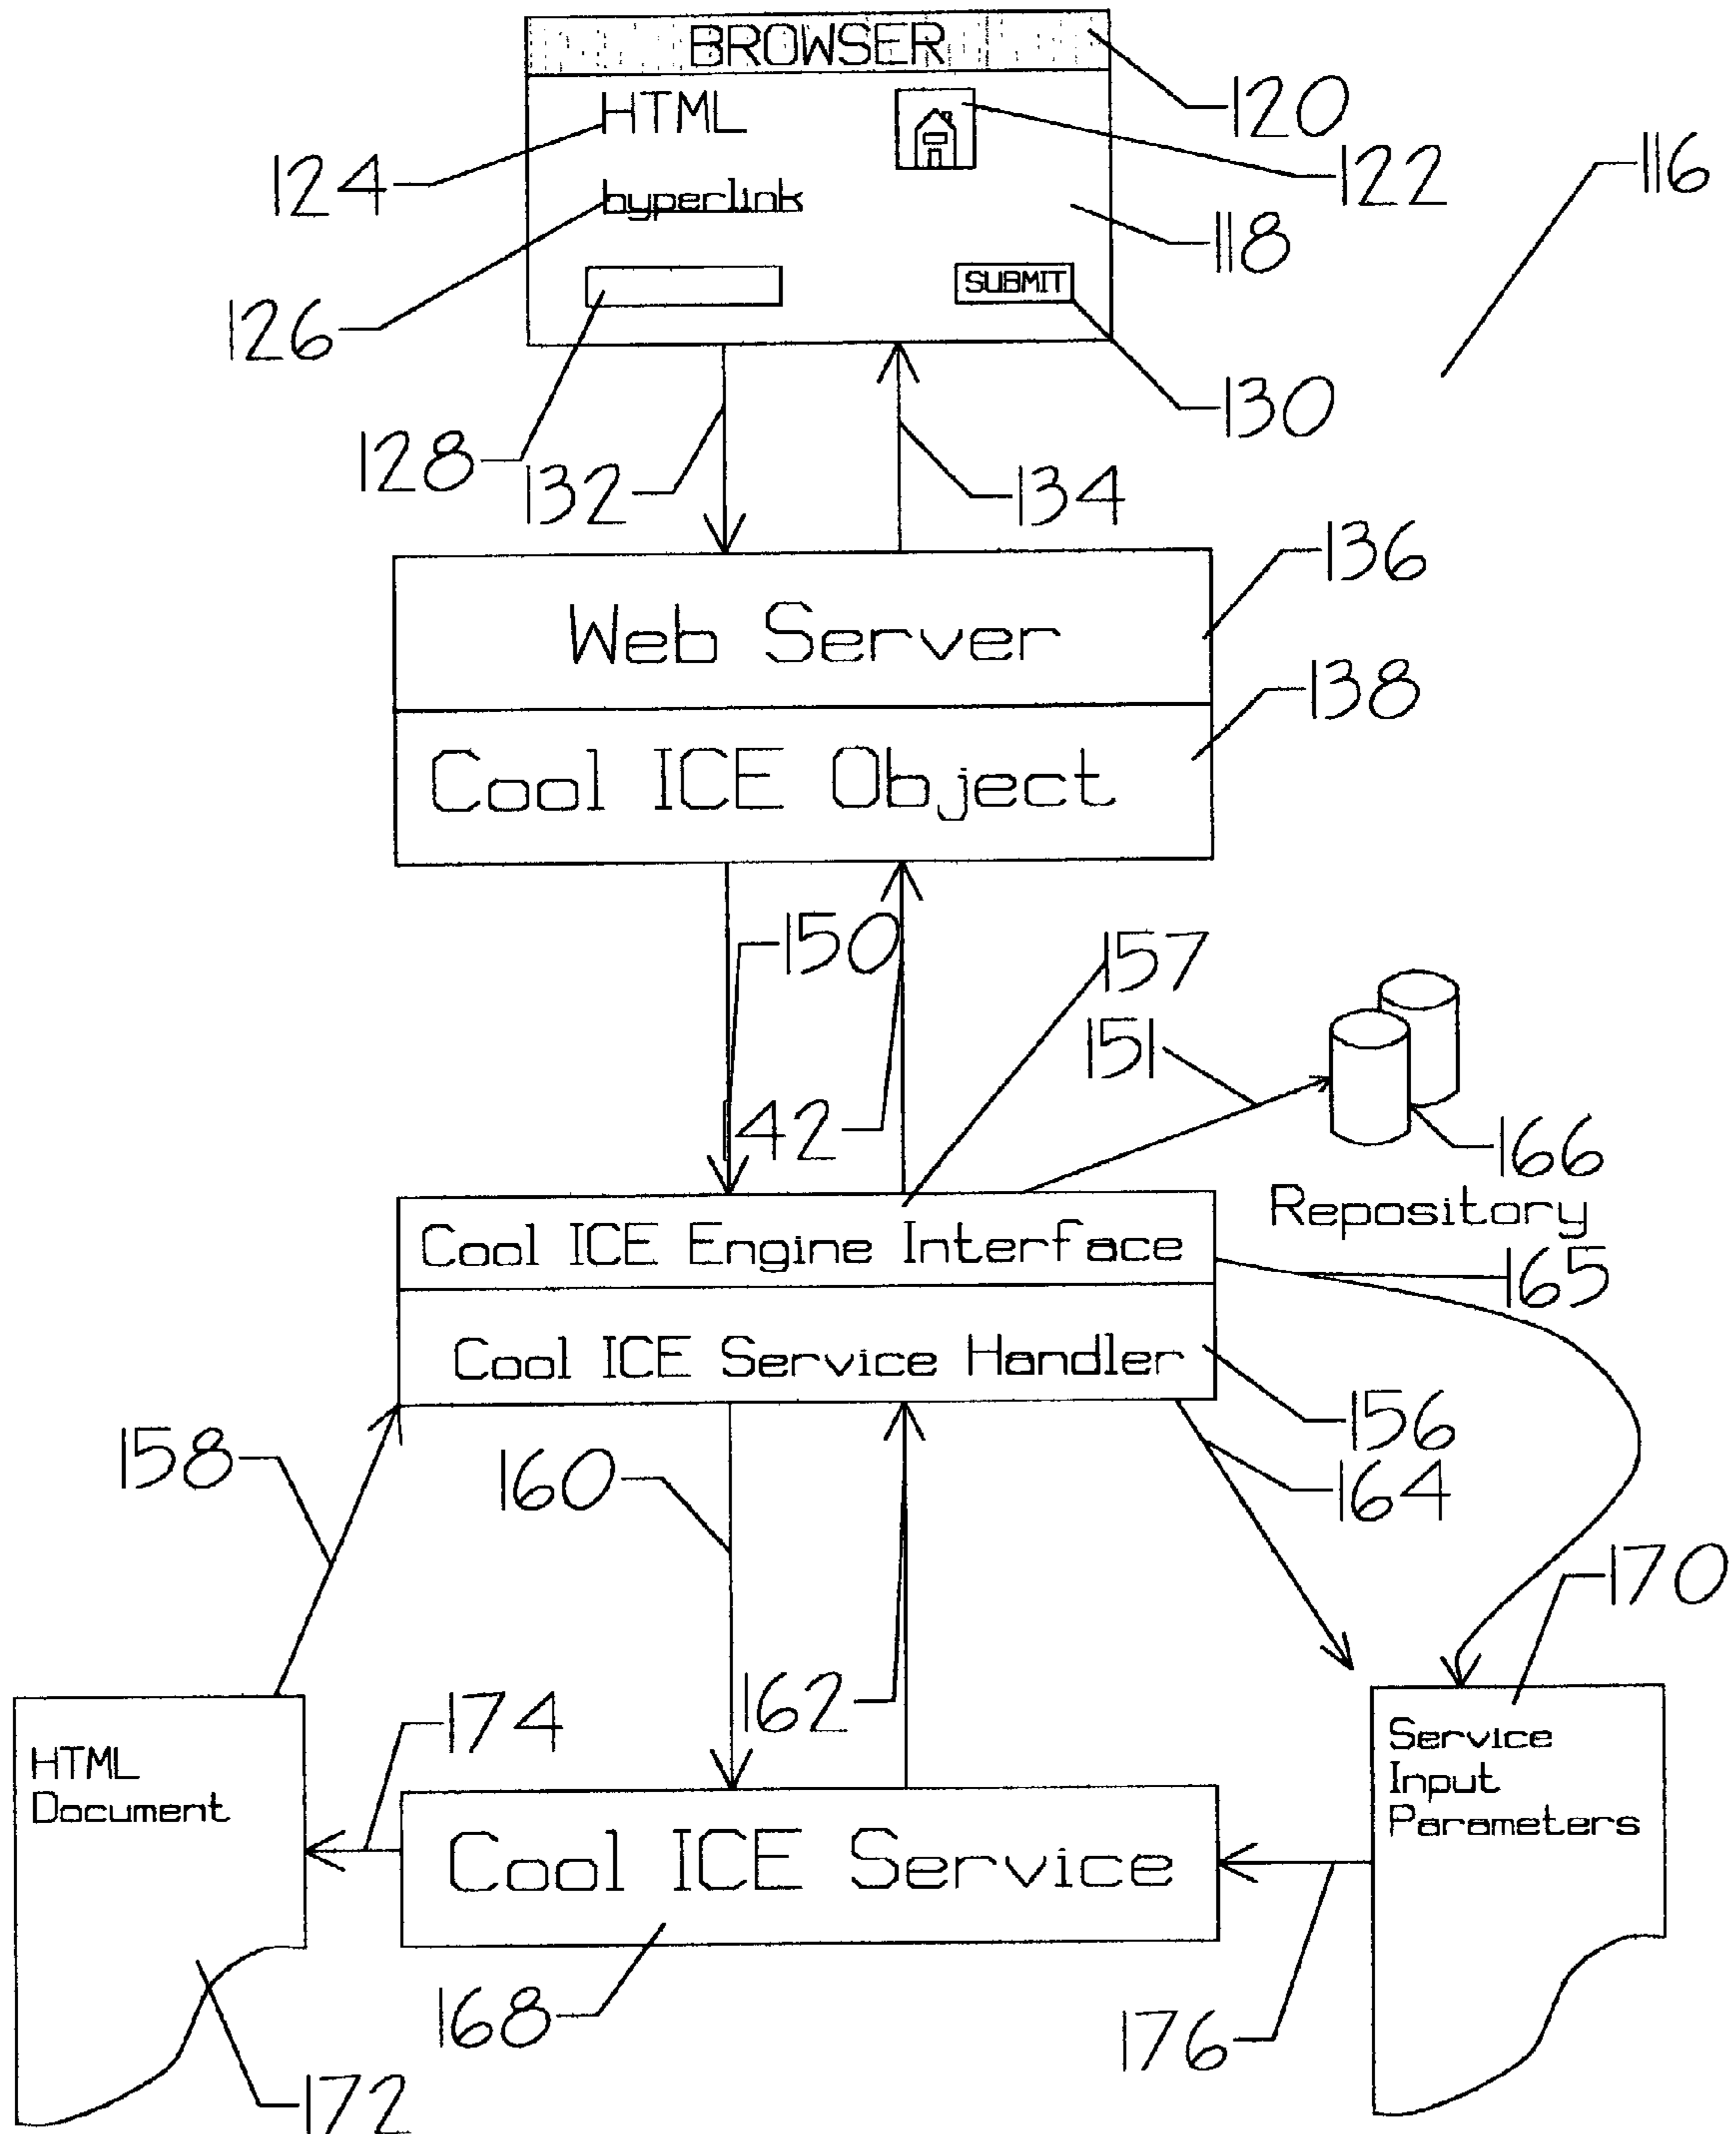 BROWSER
HTML
120
124
122
116
hyperlink
118
SUBMIT
126
130
128
132
134
136
Web Server
138
Cool ICE Object
150
157
151
142
166
Repository
Cool ICE Engine Interface
165
Cool ICE Service Handler
156
158
160
164
170
162
174
HTML
Document
Service
Input
Parameters
Cool ICE Service
168
176
172